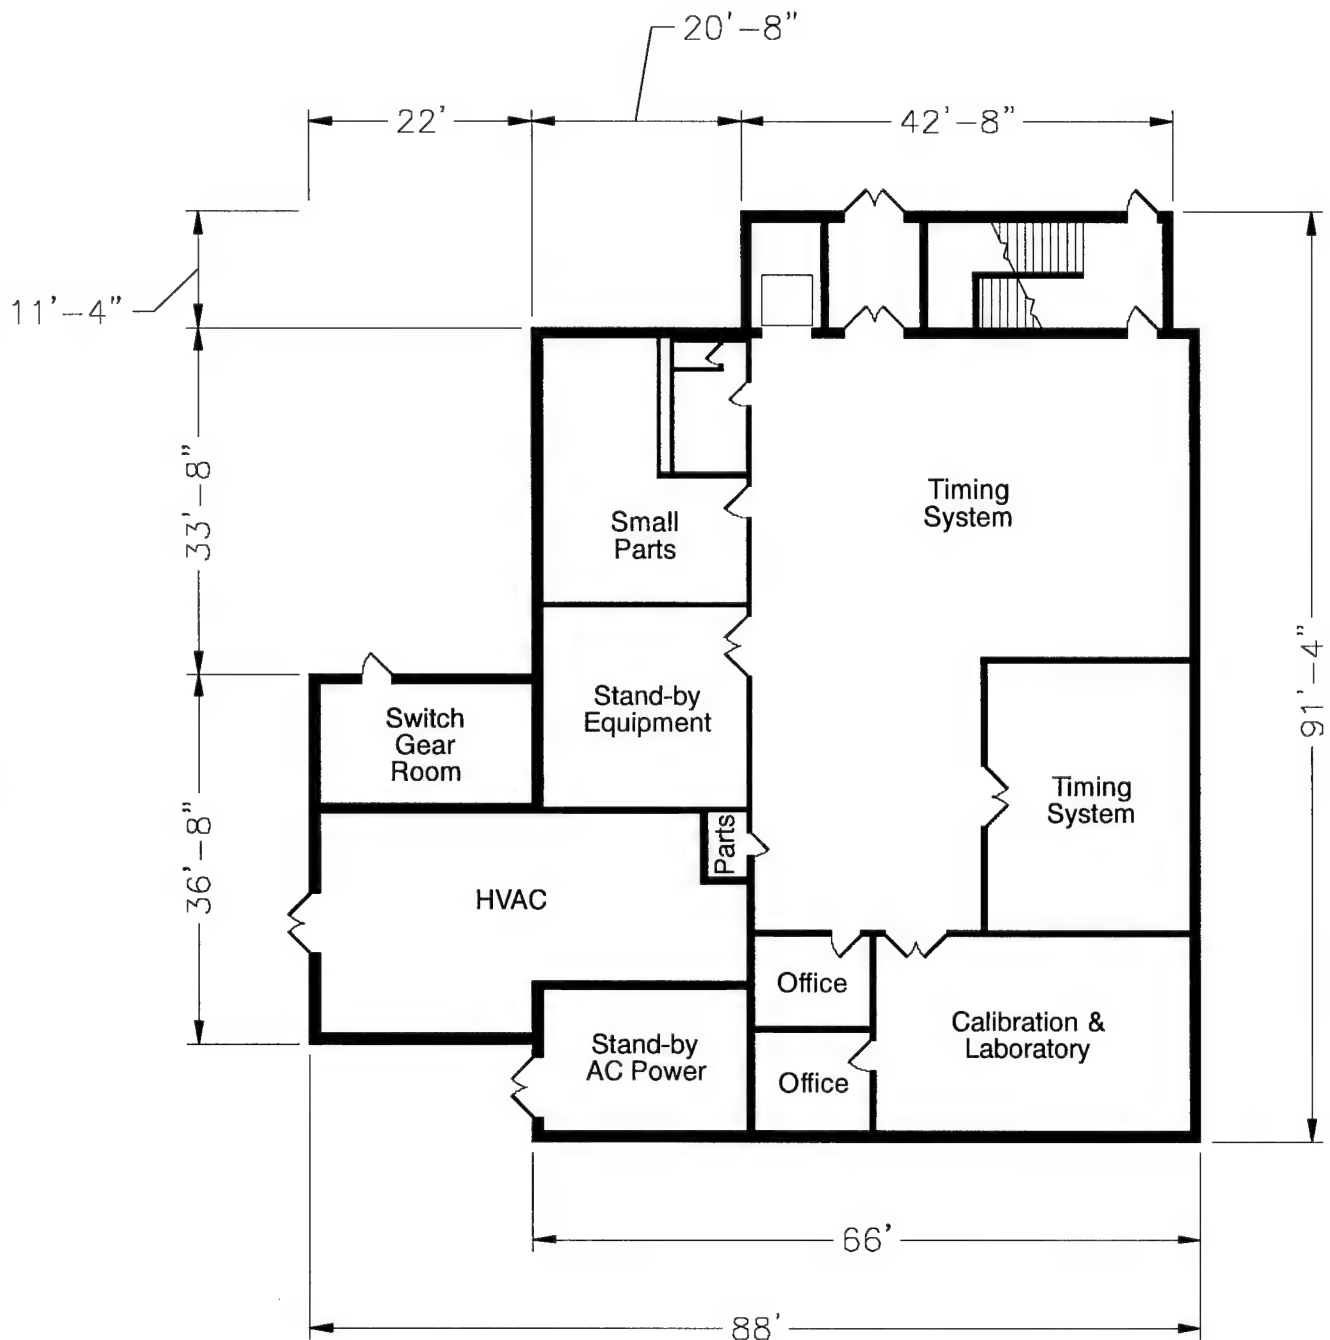 20'-8"
22'
42'-8"
11'-4"
33'-8"
Timing
System
Small
Parts
91'-4"
Stand-by
Equipment
Switch
Gear
Room
Timing
System
36'-8"
Parts
HVAC
Office
Calibration &
Laboratory
Stand-by
AC Power
Office
66'
88'